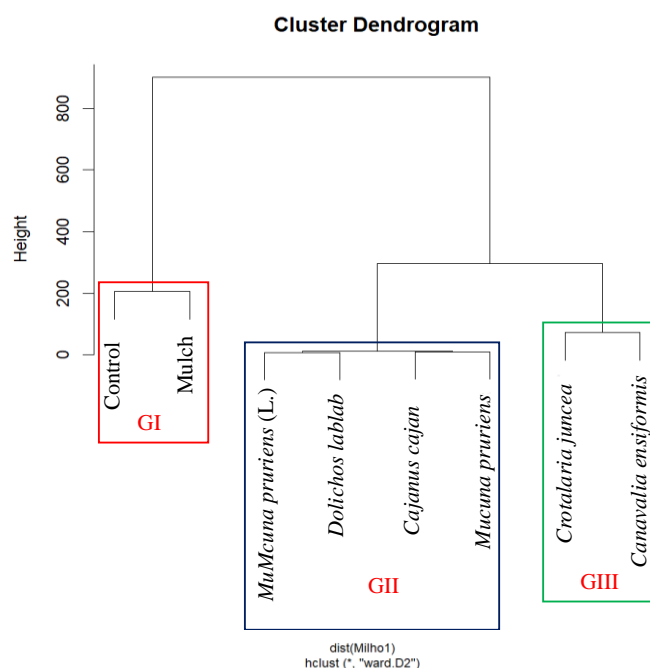 Cluster Dendrogram
Height
800
600
400
200
0
Control
Mulch
GI
MuMcuna pruriens (L.)
Dolichos lablab
Cajanus cajan
Mucuna pruriens
GII
Crotalaria juncea
Canavalia ensiformis
GIII
dist(Milho1)
hclust (*, "ward.D2")